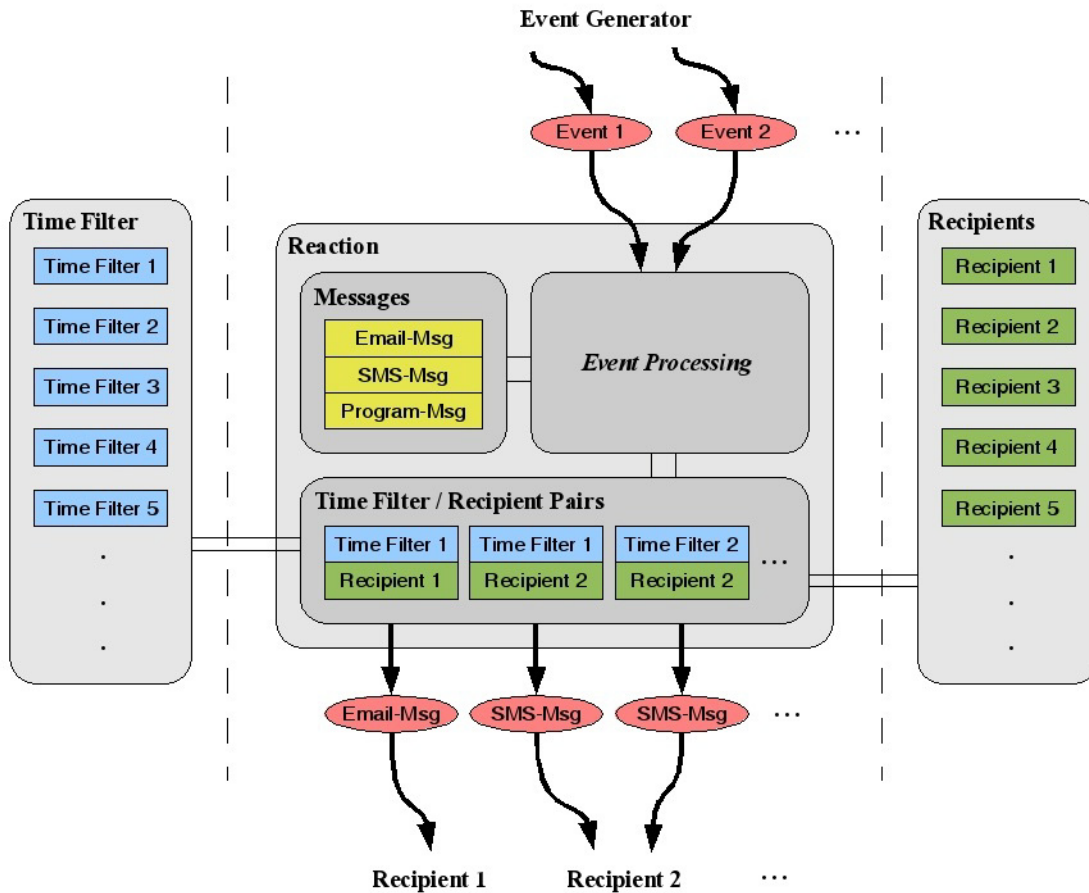 Event Generator
Event 1
Event 2
...
Time Filter
Time Filter 1
Time Filter 2
Time Filter 3
Time Filter 4
Time Filter 5
.
.
.
Reaction
Messages
Email-Msg
SMS-Msg
Program-Msg
Event Processing
Time Filter / Recipient Pairs
Time Filter 1
Recipient 1
Time Filter 1
Recipient 2
Time Filter 2
Recipient 2
...
Recipients
Recipient 1
Recipient 2
Recipient 3
Recipient 4
Recipient 5
.
.
.
Email-Msg
SMS-Msg
SMS-Msg
...
Recipient 1
Recipient 2
...